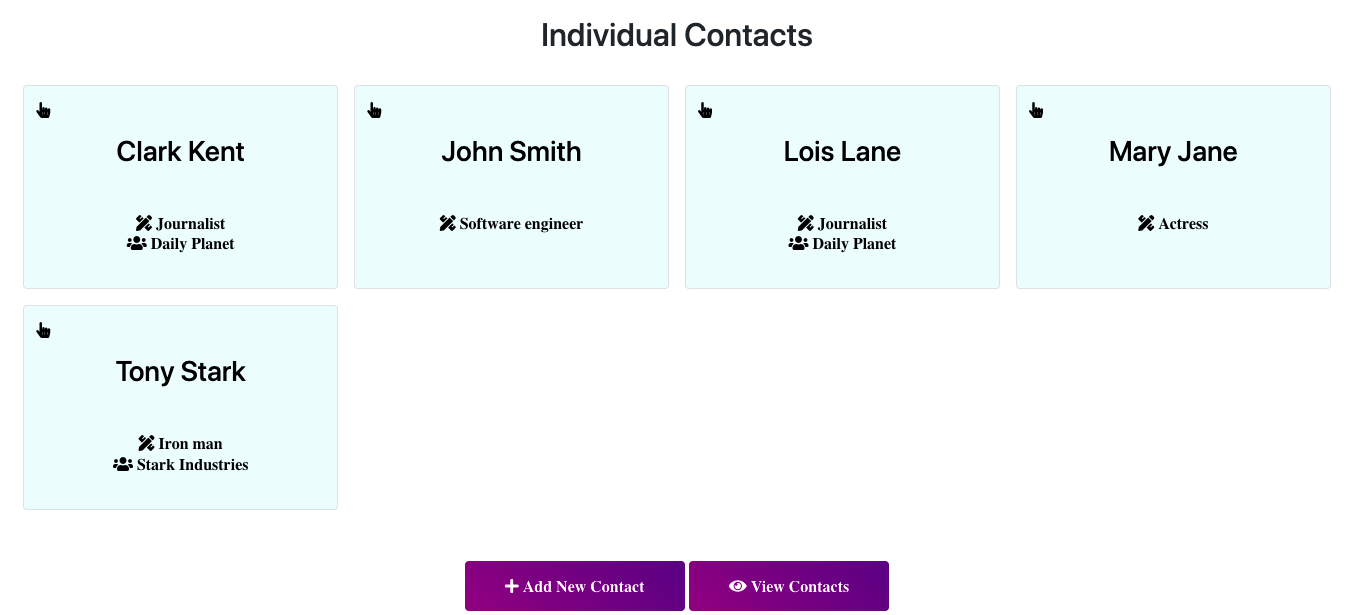 Individual Contacts
Clark Kent
Journalist
Daily Planet
John Smith
Software engineer
Lois Lane
Journalist
Daily Planet
Mary Jane
Actress
Tony Stark
Iron man
Stark Industries
Add New Contact
View Contacts